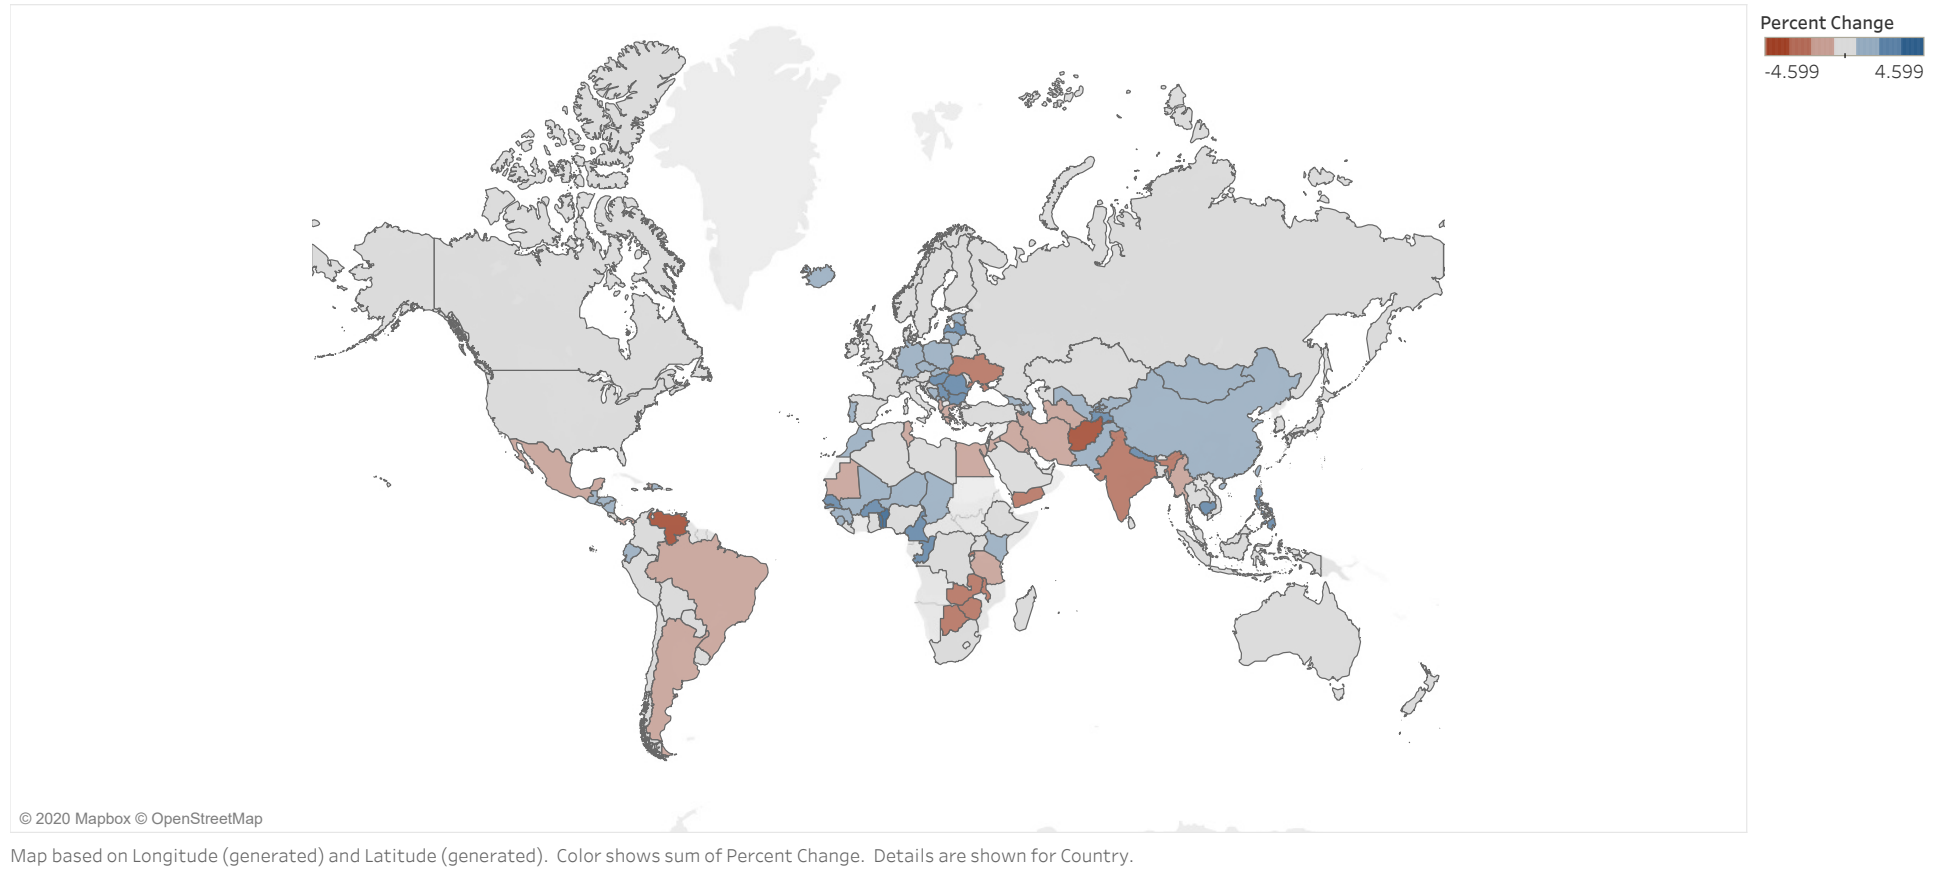 Percent Change
-4.599 4.599
© 2020 Mapbox © OpenStreetMap
Map based on Longitude (generated) and Latitude (generated).  Color shows sum of Percent Change.  Details are shown for Country.